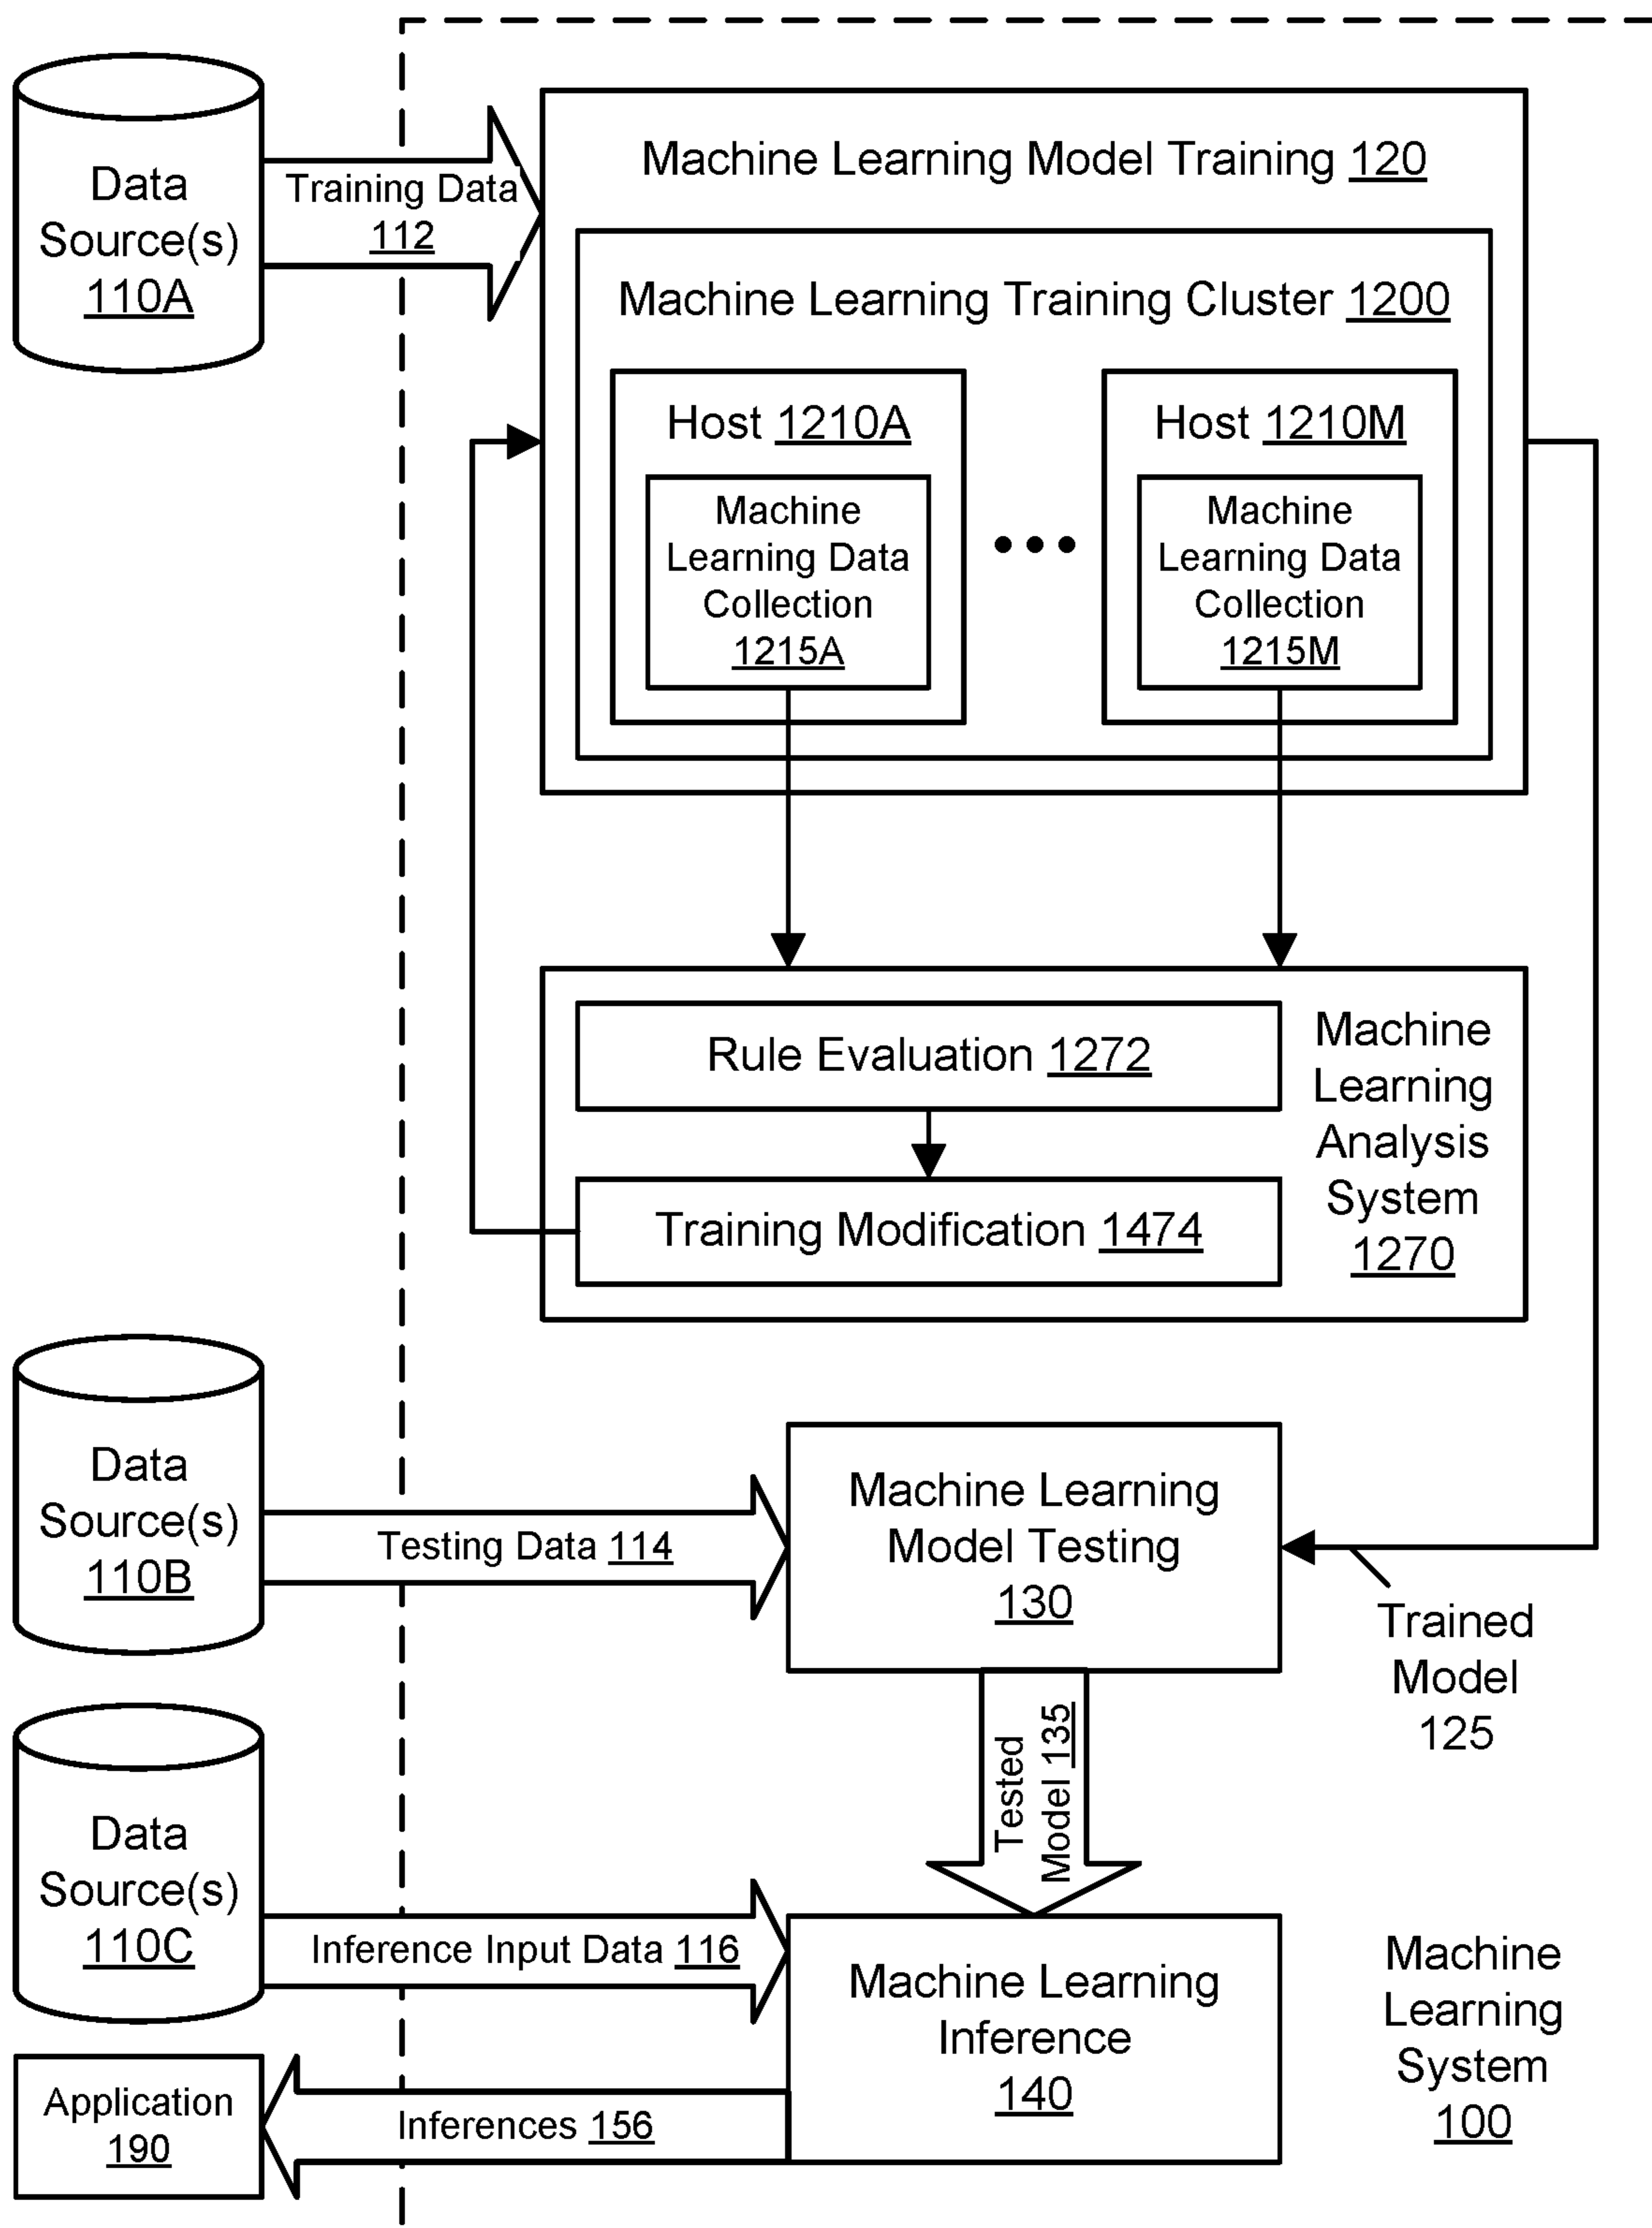 Data
Source(s)
110A
Training Data
112
Machine Learning Model Training 120
Machine Learning Training Cluster 1200
Host 1210A
Machine
Learning Data
Collection
1215A
Host 1210M
Machine
Learning Data
Collection
1215M
Rule Evaluation 1272
Training Modification 1474
Machine
Learning
Analysis
System
1270
Data
Source(s)
110B
Testing Data 114
Machine Learning
Model Testing
130
Trained
Model
125
Tested
Model 135
Data
Source(s)
110C
Inference Input Data 116
Machine Learning
Inference
140
Application
190
Inferences 156
Machine
Learning
System
100